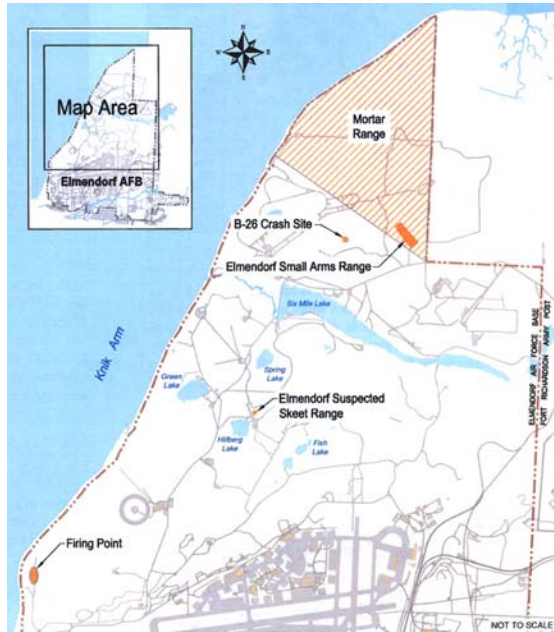 N
W
E
S
Map Area
Elmendorf AFB
Mortar
Range
B-26 Crash Site
Elmendorf Small Arms Range
Six Mile Lake
Knik Arm
Spring
Lake
Green
Lake
Elmendorf Suspected
Skeet Range
Hillberg
Lake
Fish
Lake
ELMENDORF AIR FORCE BASE
FORT RICHARDSON ARMY POST
Firing Point
NOT TO SCALE